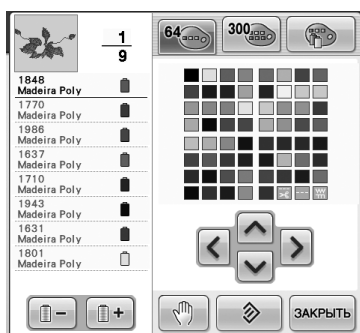 1
9
64
300
1848
Madeira Poly
1770
Madeira Poly
1986
Madeira Poly
1637
Madeira Poly
1710
Madeira Poly
1943
Madeira Poly
1631
Madeira Poly
1801
Madeira Poly
−
+
ЗАКРЫТЬ